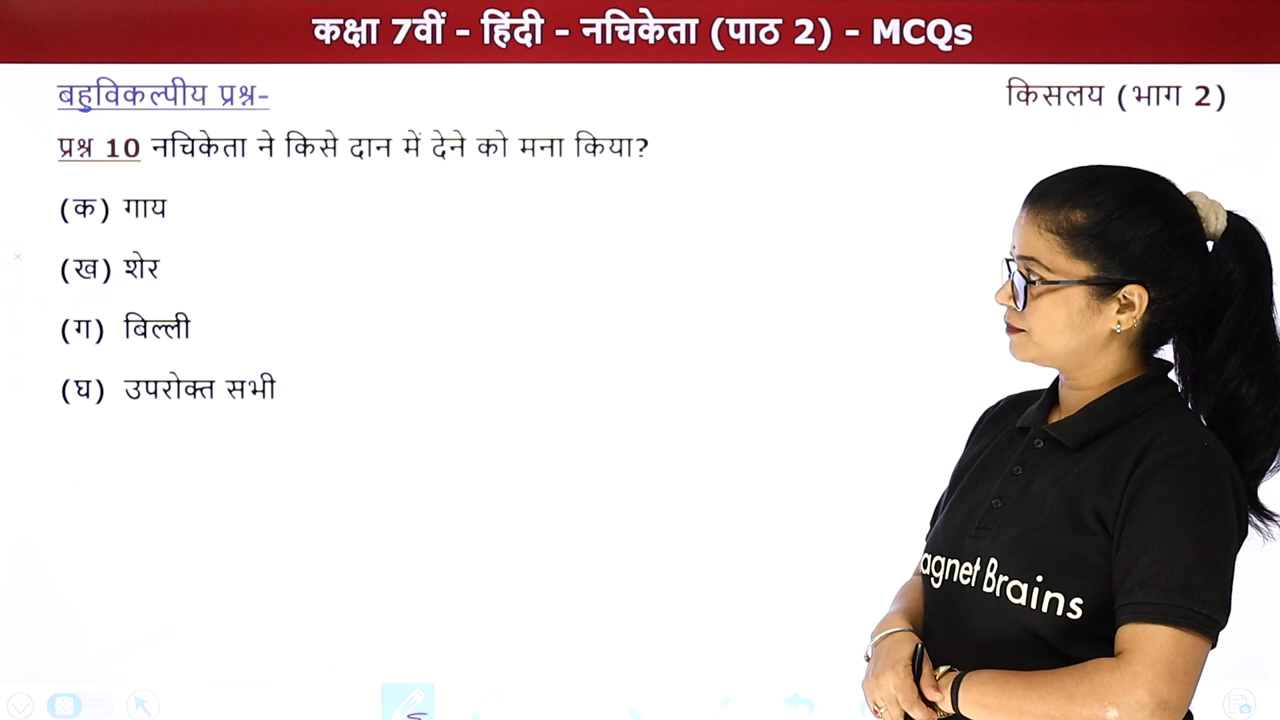 कक्षा 7वीं - हिंदी - नचिकेता (पाठ 2) - MCQs
बहुविकल्पीय प्रश्न-
किसलय (भाग 2)
प्रश्न 10 नचिकेता ने किसे दान में देने को मना किया?
(क) गाय
(ख) शेर
(ग) बिल्ली
(घ) उपरोक्त सभी
agnet Brains